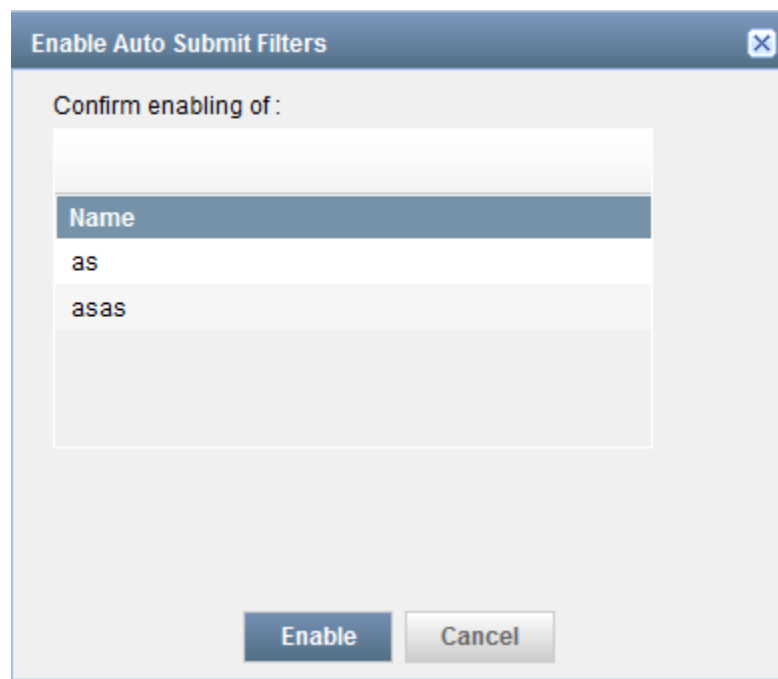 Enable Auto Submit Filters
Confirm enabling of :
Name
as
asas
Enable Cancel